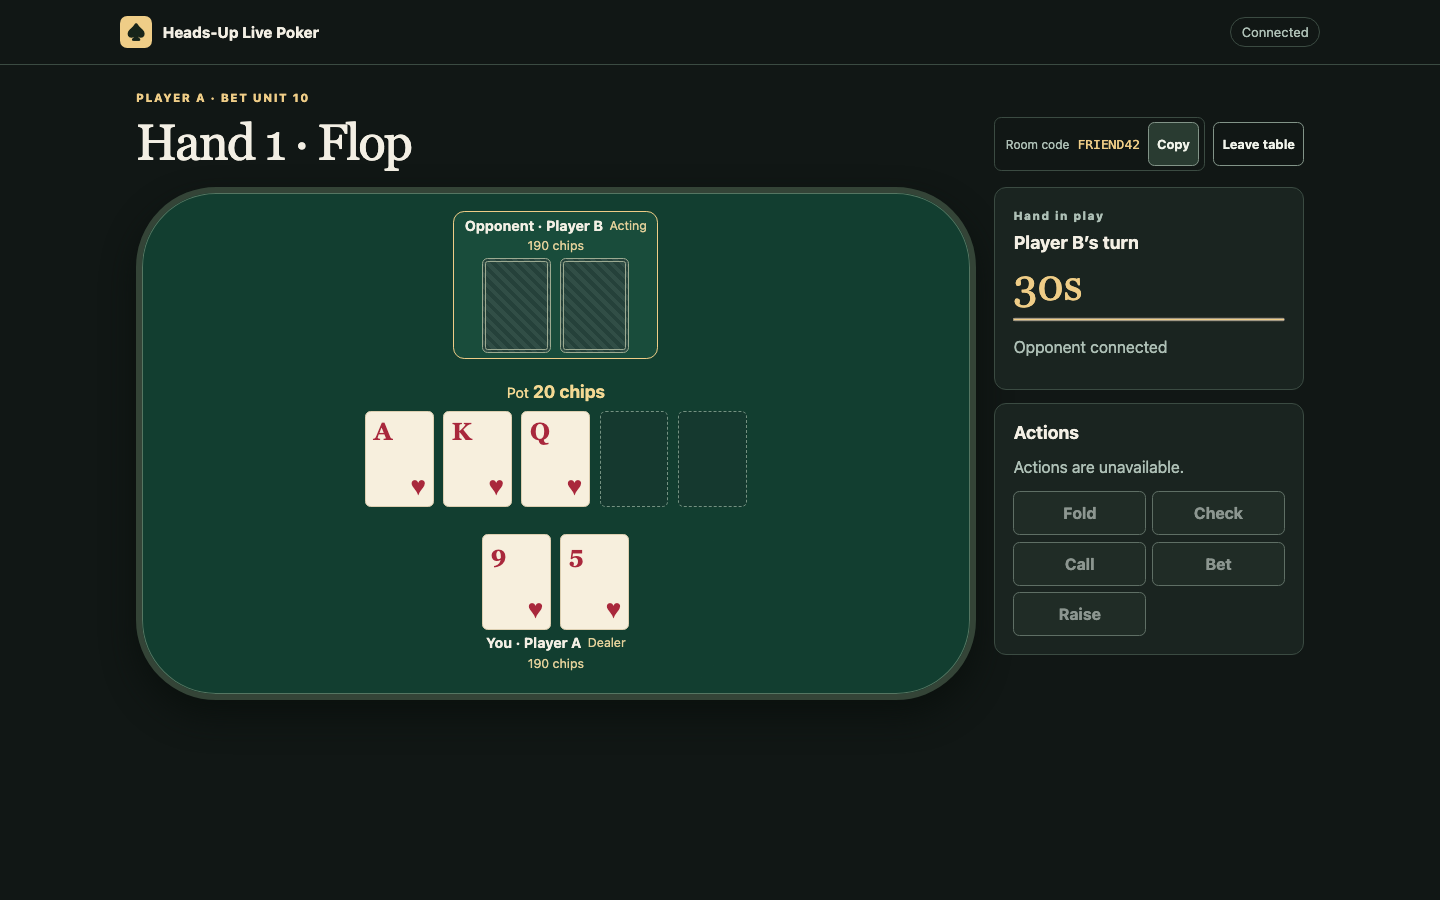 Heads-Up Live Poker
Connected
PLAYER A · BET UNIT 10
Hand 1 · Flop
Room code FRIEND42 Copy Leave table
Opponent · Player B Acting
190 chips
Pot 20 chips
A K Q
9 5
You · Player A Dealer
190 chips
Hand in play
Player B's turn
30s
Opponent connected
Actions
Actions are unavailable.
Fold Check
Call Bet
Raise